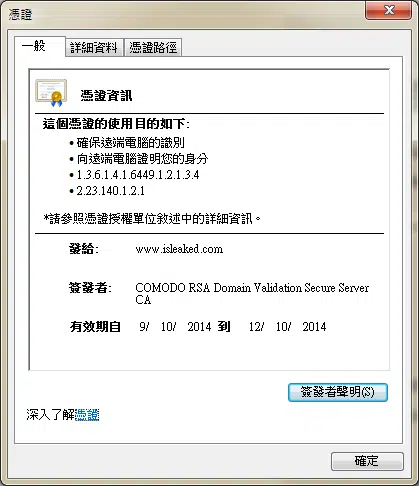 憑證
一般
詳細資料
憑證路徑
憑證資訊
這個憑證的使用目的如下:
• 確保遠端電腦的識別
• 向遠端電腦證明您的身分
• 1.3.6.1.4.1.6449.1.2.1.3.4
• 2.23.140.1.2.1
*請參照憑證授權單位敘述中的詳細資訊。
發給: www.isleaked.com
簽發者: COMODO RSA Domain Validation Secure Server
CA
有效期自 9/ 10/ 2014 到 12/ 10/ 2014
簽發者聲明(S)
深入了解憑證
確定